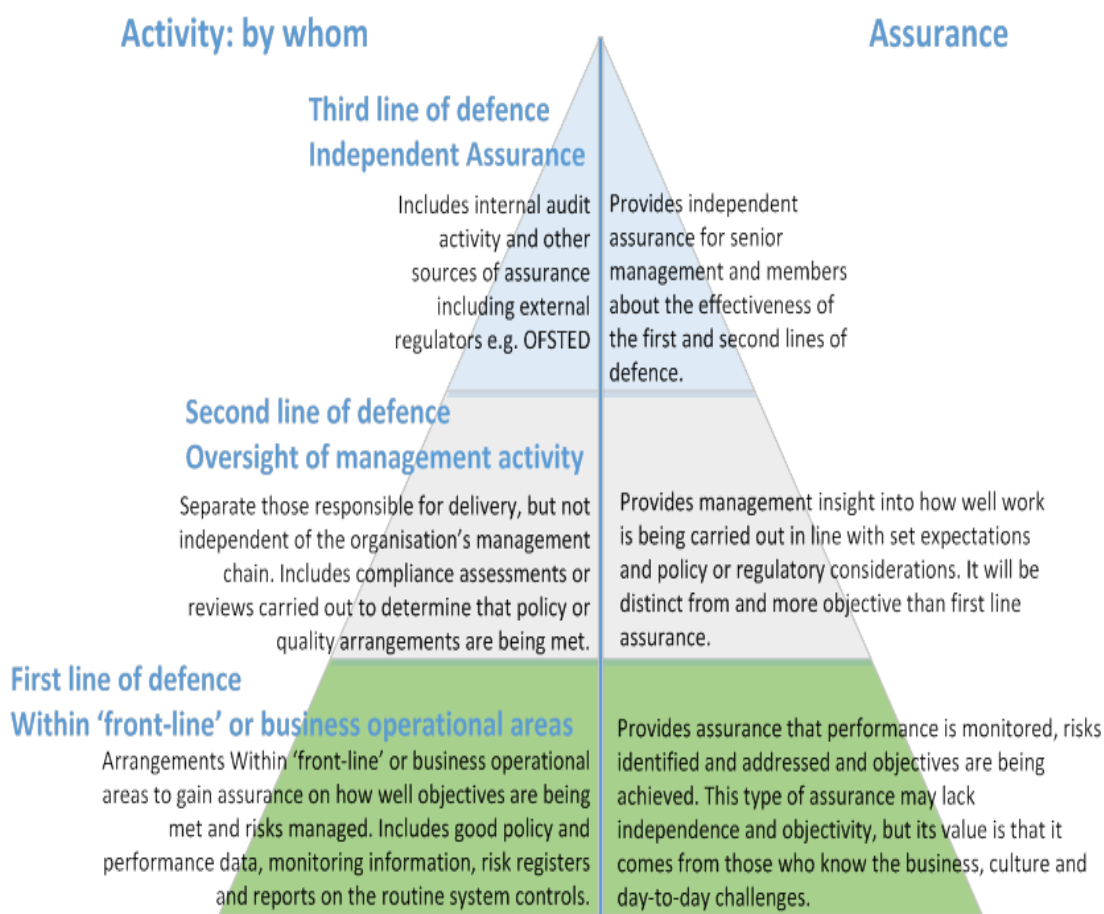 Activity: by whom
Assurance
Third line of defence
Independent Assurance
Includes internal audit
activity and other
sources of assurance
including external
regulators e.g. OFSTED
Provides independent
assurance for senior
management and members
about the effectiveness of
the first and second lines of
defence.
Second line of defence
Oversight of management activity
Separate those responsible for delivery, but not
independent of the organisation's management
chain. Includes compliance assessments or
reviews carried out to determine that policy or
quality arrangements are being met.
Provides management insight into how well work
is being carried out in line with set expectations
and policy or regulatory considerations. It will be
distinct from and more objective than first line
assurance.
First line of defence
Within ‘front-line’ or business operational areas
Arrangements Within ‘front-line’ or business operational
areas to gain assurance on how well objectives are being
met and risks managed. Includes good policy and
performance data, monitoring information, risk registers
and reports on the routine system controls.
Provides assurance that performance is monitored, risks
identified and addressed and objectives are being
achieved. This type of assurance may lack
independence and objectivity, but its value is that it
comes from those who know the business, culture and
day-to-day challenges.